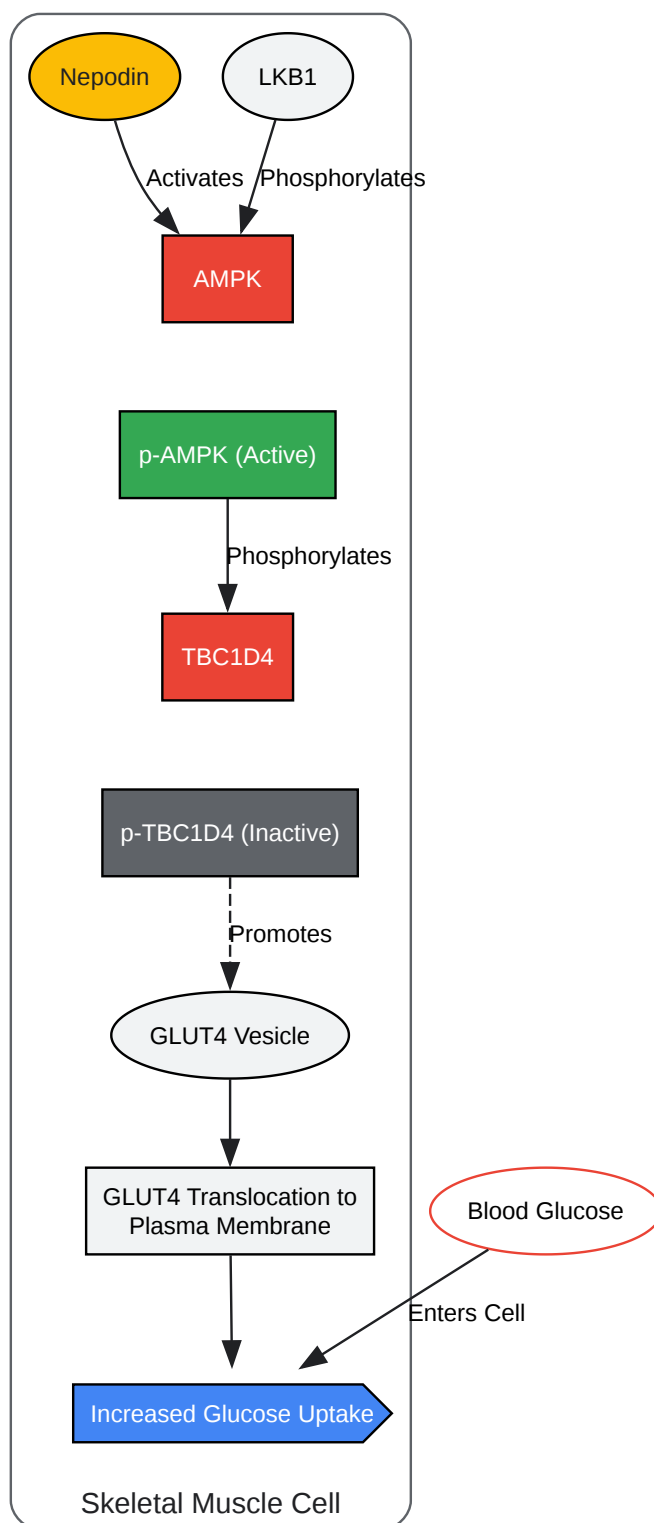 Nepodin
LKB1
Activates
Phosphorylates
AMPK
p-AMPK (Active)
Phosphorylates
TBC1D4
p-TBC1D4 (Inactive)
Promotes
GLUT4 Vesicle
GLUT4 Translocation to
Plasma Membrane
Blood Glucose
Enters Cell
Increased Glucose Uptake
Skeletal Muscle Cell